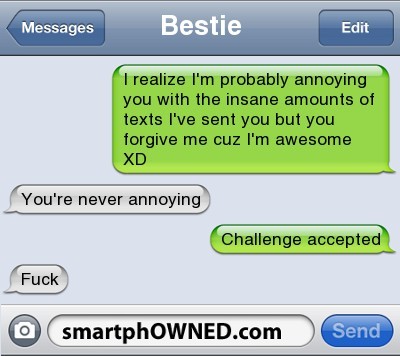 Messages
Bestie
Edit
I realize I'm probably annoying
you with the insane amounts of
texts I've sent you but you
forgive me cuz I'm awesome
XD
You're never annoying
Challenge accepted
Fuck
smartphOWNED.com
Send